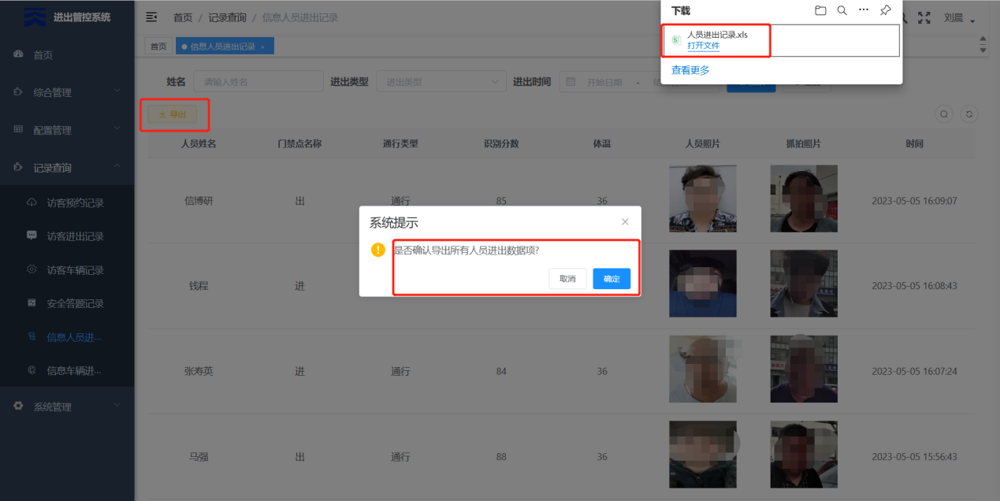 进出管控系统
首页
综合管理
配置管理
记录查询
访客预约记录
访客进出记录
访客车辆记录
安全答题记录
信息人员进...
信息车辆进...
系统管理
首页 / 记录查询 / 信息人员进出记录
刘晨
首页
信息人员进出记录 ×
下载
人员进出记录.xls
打开文件
查看更多
姓名 请输入姓名 进出类型 进出类型 进出时间 开始日期 -
导出
人员姓名 门禁点名称 通行类型 识别分数 体温 人员照片 抓拍照片 时间
信博研 出 通行 85 36 2023-05-05 16:09:07
钱程 进 2023-05-05 16:08:43
张寿英 进 通行 84 36 2023-05-05 16:07:24
马强 出 通行 88 36 2023-05-05 15:56:43
系统提示
是否确认导出所有人员进出数据项?
取消 确定